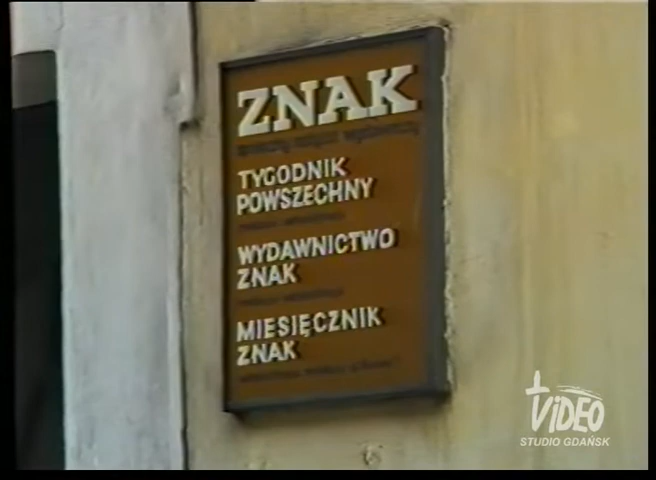 ZNAK
TYGODNIK
POWSZECHNY
WYDAWNICTWO
ZNAK
MIESIĘCZNIK
ZNAK
VIDEO
STUDIO GDAŃSK